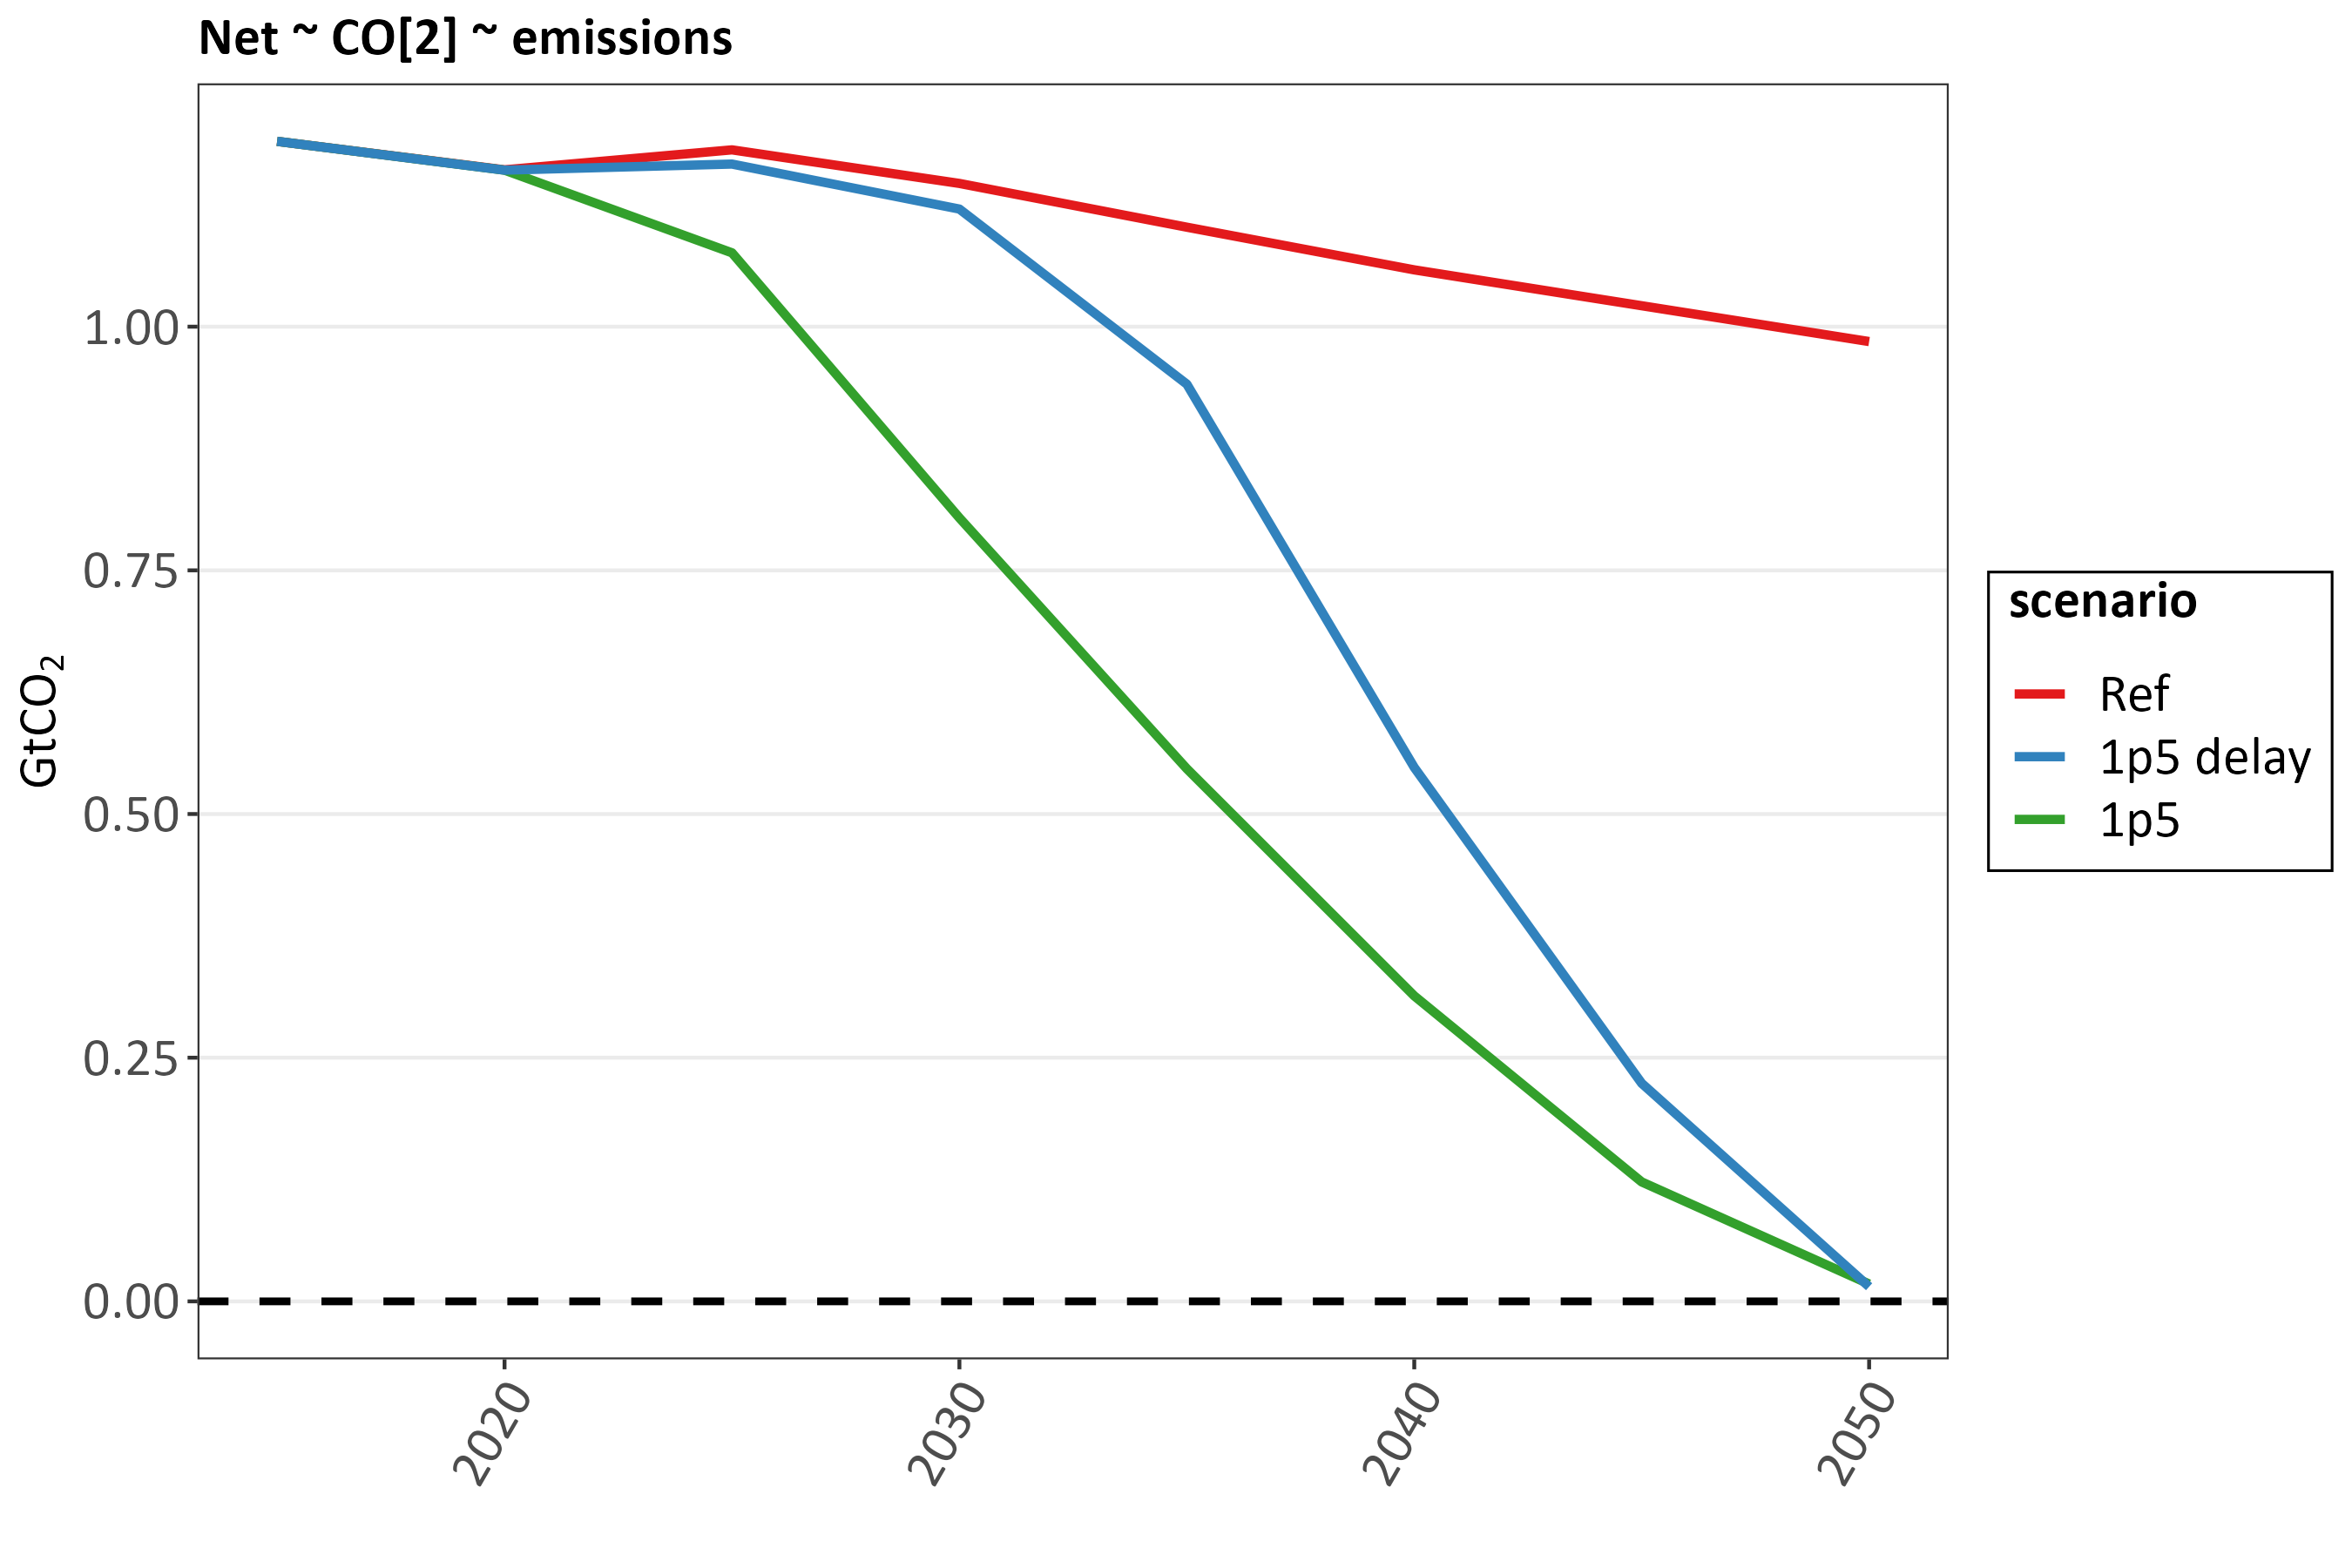 Net ~ CO[2] ~ emissions
GtCO₂
1.00
0.75
0.50
0.25
0.00
2020
2030
2040
2050
scenario
Ref
1p5 delay
1p5